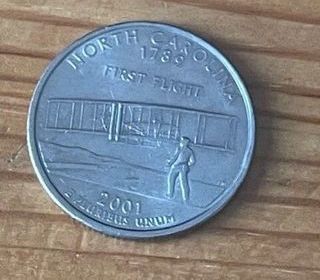 NORTH CAROLINA
1789
FIRST FLIGHT
2001
E PLURIBUS UNUM